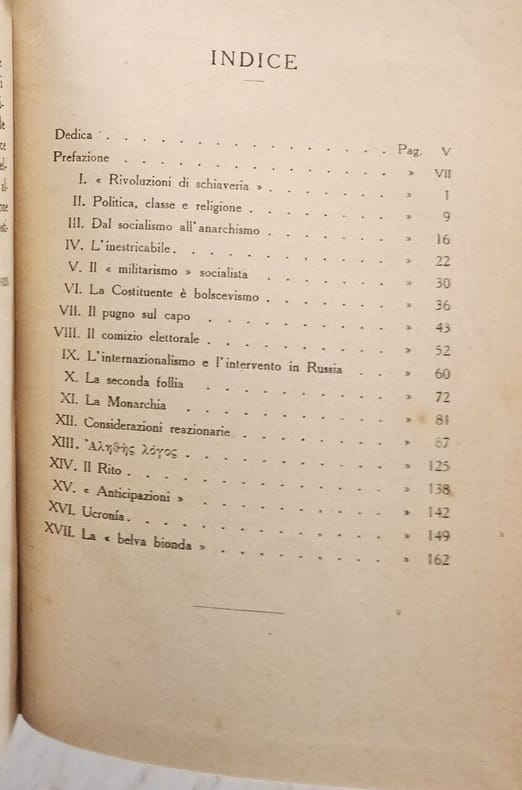 INDICE
Dedica . . . . . . . . . . . . Pag. V
Prefazione . . . . . . . . . . . » VII
I. « Rivoluzioni di schiaveria » . . . . . . » 1
II. Politica, classe e religione . . . . . . . » 9
III. Dal socialismo all'anarchismo . . . . . . » 16
IV. L'inestricabile . . . . . . . . . » 22
V. Il « militarismo » socialista . . . . . . » 30
VI. La Costituente è bolscevismo . . . . . . » 36
VII. Il pugno sul capo . . . . . . . . » 43
VIII. Il comizio elettorale . . . . . . . . » 52
IX. L'internazionalismo e l'intervento in Russia . . » 60
X. La seconda follia . . . . . . . . » 72
XI. La Monarchia . . . . . . . . . » 81
XII. Considerazioni reazionarie . . . . . . . » 87
XIII. Ἀληθὴς λόγος . . . . . . . . . » 125
XIV. Il Rito . . . . . . . . . . . » 138
XV. « Anticipazioni » . . . . . . . . » 142
XVI. Ucronía . . . . . . . . . . . » 149
XVII. La « belva bionda » . . . . . . . . » 162